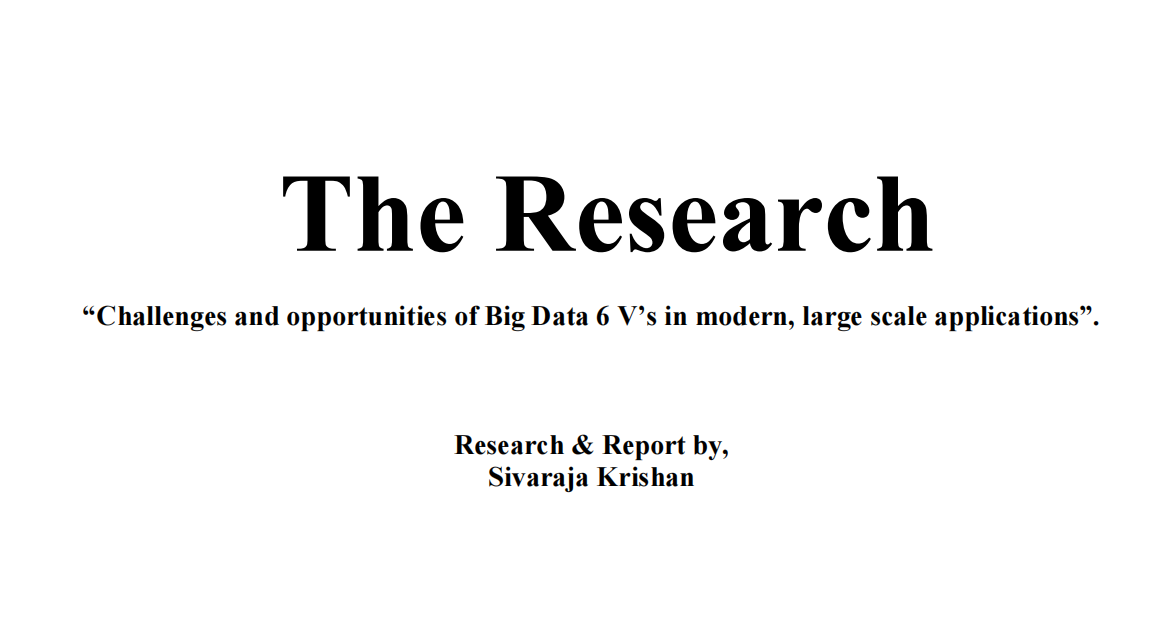 The Research
“Challenges and opportunities of Big Data 6 V’s in modern, large scale applications”.
Research & Report by,
Sivaraja Krishan